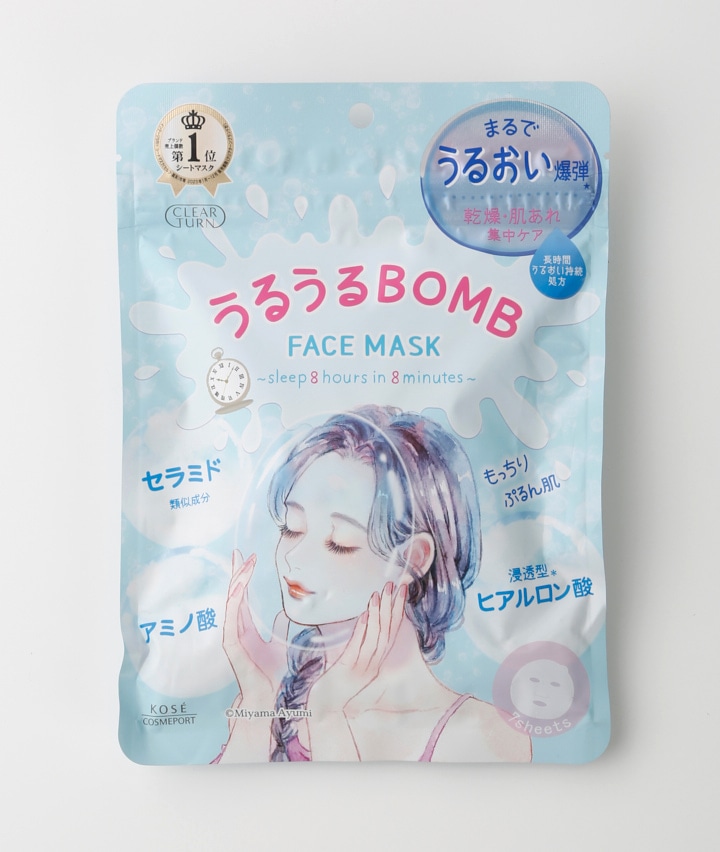 ブランド
売上個数
第1位
シートマスク
CLEAR
TURN
まるで
うるおい爆弾*
乾燥・肌あれ
集中ケア
長時間
うるおい持続
処方
うるうるBOMB
FACE MASK
~sleep 8 hours in 8 minutes~
セラミド
類似成分
もっちり
ぷるん肌
アミノ酸
浸透型*
ヒアルロン酸
7sheets
KOSÉ
COSMEPORT
©Miyama Ayumi